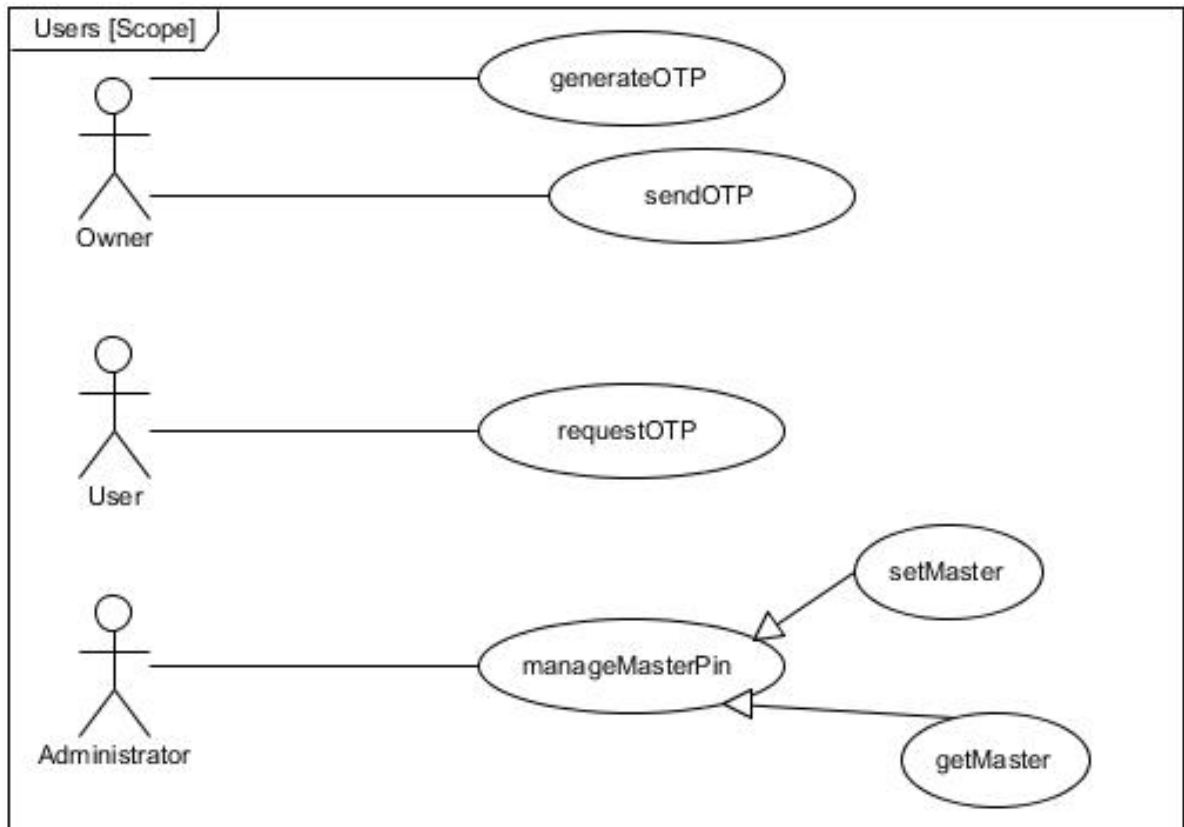 Users [Scope]
generateOTP
sendOTP
Owner
requestOTP
User
setMaster
manageMasterPin
Administrator
getMaster